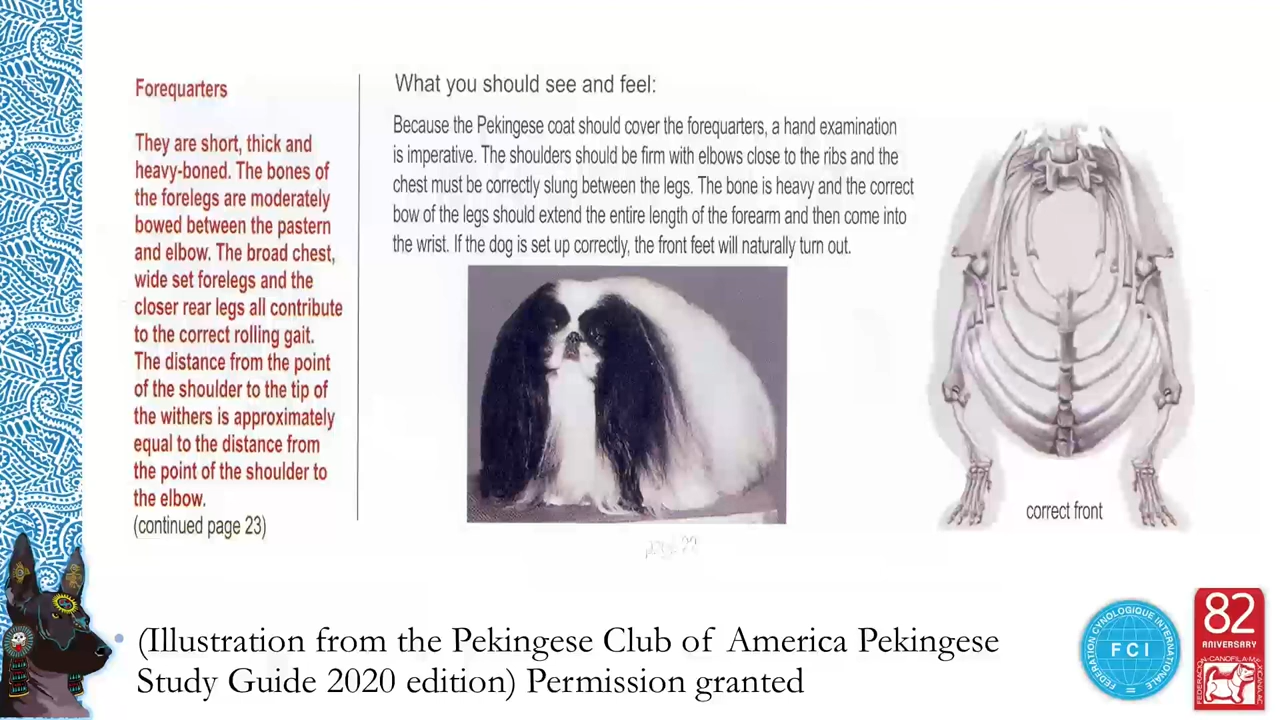 Forequarters
They are short, thick and
heavy-boned. The bones of
the forelegs are moderately
bowed between the pastern
and elbow. The broad chest,
wide set forelegs and the
closer rear legs all contribute
to the correct rolling gait.
The distance from the point
of the shoulder to the tip of
the withers is approximately
equal to the distance from
the point of the shoulder to
the elbow.
(continued page 23)
What you should see and feel:
Because the Pekingese coat should cover the forequarters, a hand examination
is imperative. The shoulders should be firm with elbows close to the ribs and the
chest must be correctly slung between the legs. The bone is heavy and the correct
bow of the legs should extend the entire length of the forearm and then come into
the wrist. If the dog is set up correctly, the front feet will naturally turn out.
correct front
(Illustration from the Pekingese Club of America Pekingese
Study Guide 2020 edition) Permission granted
FEDERATION CYNOLOGIQUE INTERNATIONALE
FCI
82
ANIVERSARY
FEDERACION CANOFILA MEXICANA, AC